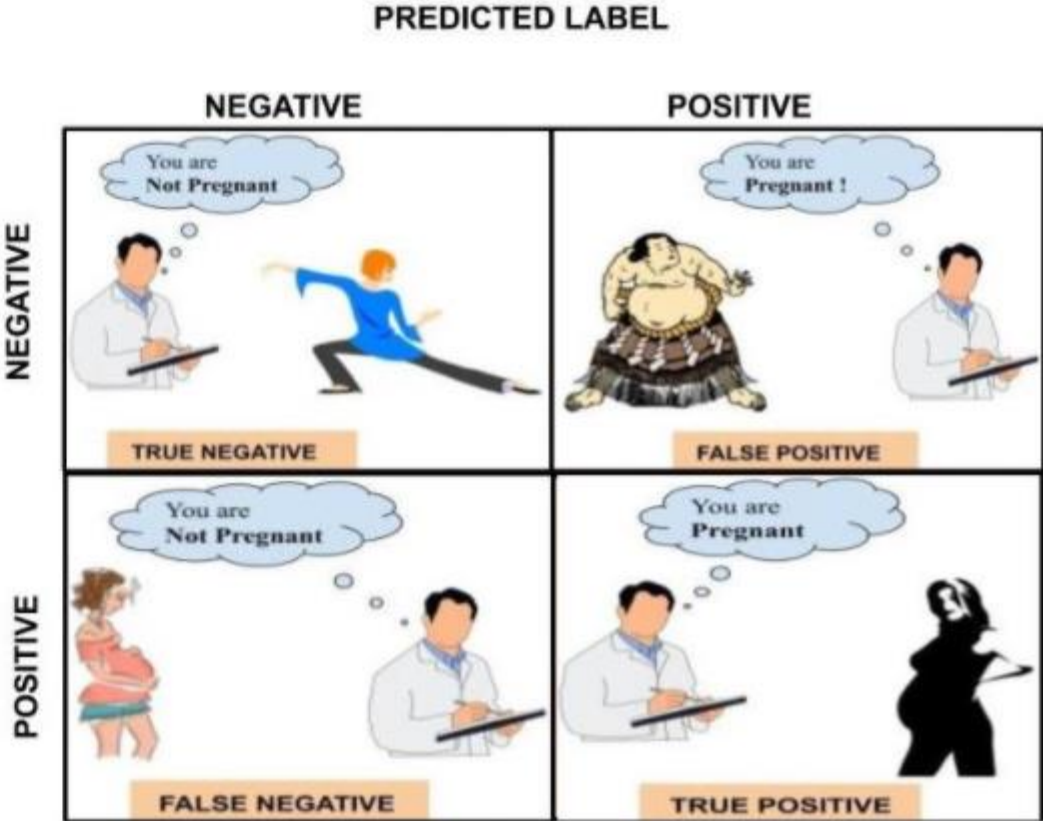 PREDICTED LABEL
NEGATIVE
POSITIVE
NEGATIVE
You are
Not Pregnant
TRUE NEGATIVE
You are
Pregnant !
FALSE POSITIVE
POSITIVE
You are
Not Pregnant
FALSE NEGATIVE
You are
Pregnant
TRUE POSITIVE